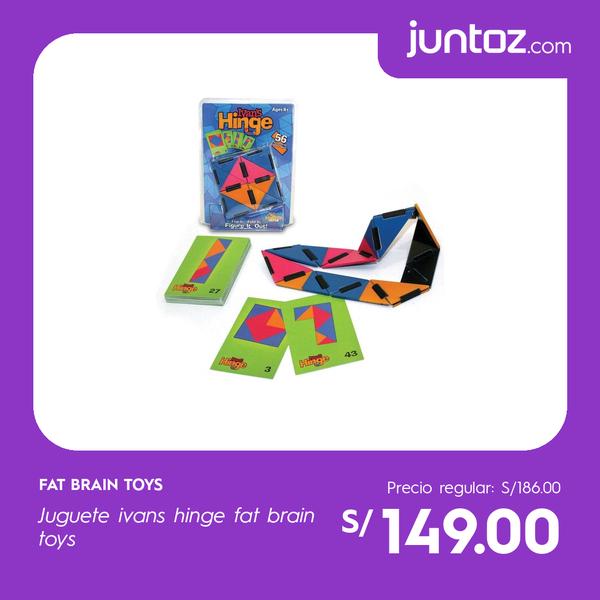 juntoz.com
Ivan's
Hinge
Ages 8+
56
Figure It Out!
Hinge
27
Hinge
3
Hinge
43
FAT BRAIN TOYS
Juguete ivans hinge fat brain
toys
Precio regular: S/186.00
S/149.00